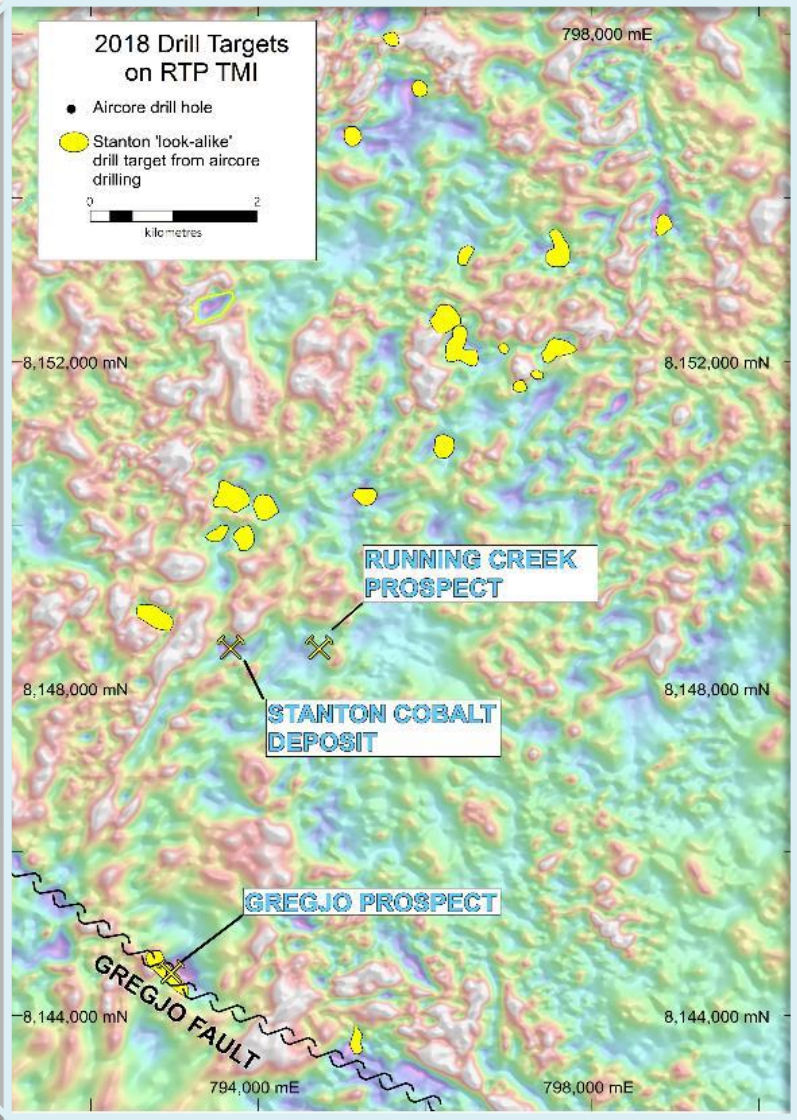 798,000 mE
2018 Drill Targets
on RTP TMI
Aircore drill hole
Stanton 'look-alike'
drill target from aircore
drilling
0 2
kilometres
8,152,000 mN 8,152,000 mN
RUNNING CREEK
PROSPECT
8,148,000 mN 8,148,000 mN
STANTON COBALT
DEPOSIT
GREGJO PROSPECT
GREGJO FAULT
8,144,000 mN 8,144,000 mN
794,000 mE 798,000 mE